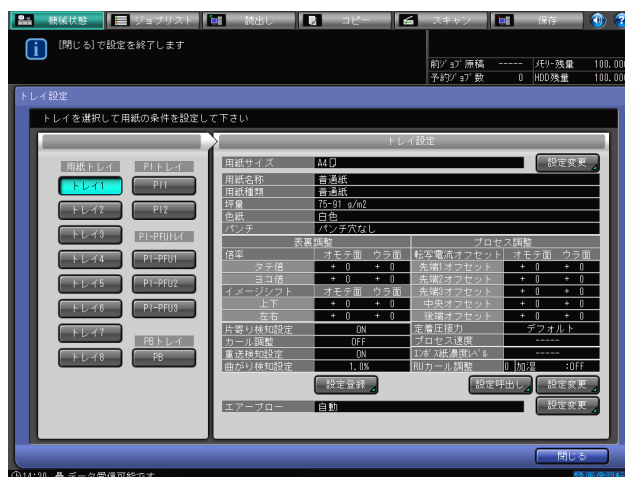 機械状態 ジョブリスト 読出し コピー スキャン 保存
[閉じる]で設定を終了します
前ジョブ原稿 ----- メモリー残量 100.00
予約ジョブ数 0 HDD残量 100.00
トレイ設定
トレイを選択して用紙の条件を設定して下さい
用紙トレイ PIトレイ
トレイ1 PI1
トレイ2 PI2
トレイ3 PI-PFUトレイ
トレイ4 PI-PFU1
トレイ5 PI-PFU2
トレイ6 PI-PFU3
トレイ7 PBトレイ
トレイ8 PB
トレイ設定
用紙サイズ A4 設定変更
用紙名称 普通紙
用紙種類 普通紙
坪量 75-91 g/m2
色紙 白色
パンチ パンチ穴なし
表裏調整 プロセス調整
倍率 オモテ面 ウラ面 転写電流オフセット オモテ面 ウラ面
タテ倍 + 0 + 0 先端1オフセット + 0 + 0
ヨコ倍 + 0 + 0 先端2オフセット + 0 + 0
イメージシフト オモテ面 ウラ面 先端3オフセット + 0 + 0
上下 + 0 + 0 中央オフセット + 0 + 0
左右 + 0 + 0 後端オフセット + 0 + 0
片寄り検知設定 ON 定着圧接力 デフォルト
カール調整 OFF プロセス速度 -----
重送検知設定 ON エンボス紙濃度レベル -----
曲がり検知設定 1.0% RUカール調整 0 加湿 :OFF
設定登録 設定呼出し 設定変更
エアーブロー 自動 設定変更
閉じる
14:30 データ受信可能です 画像回転